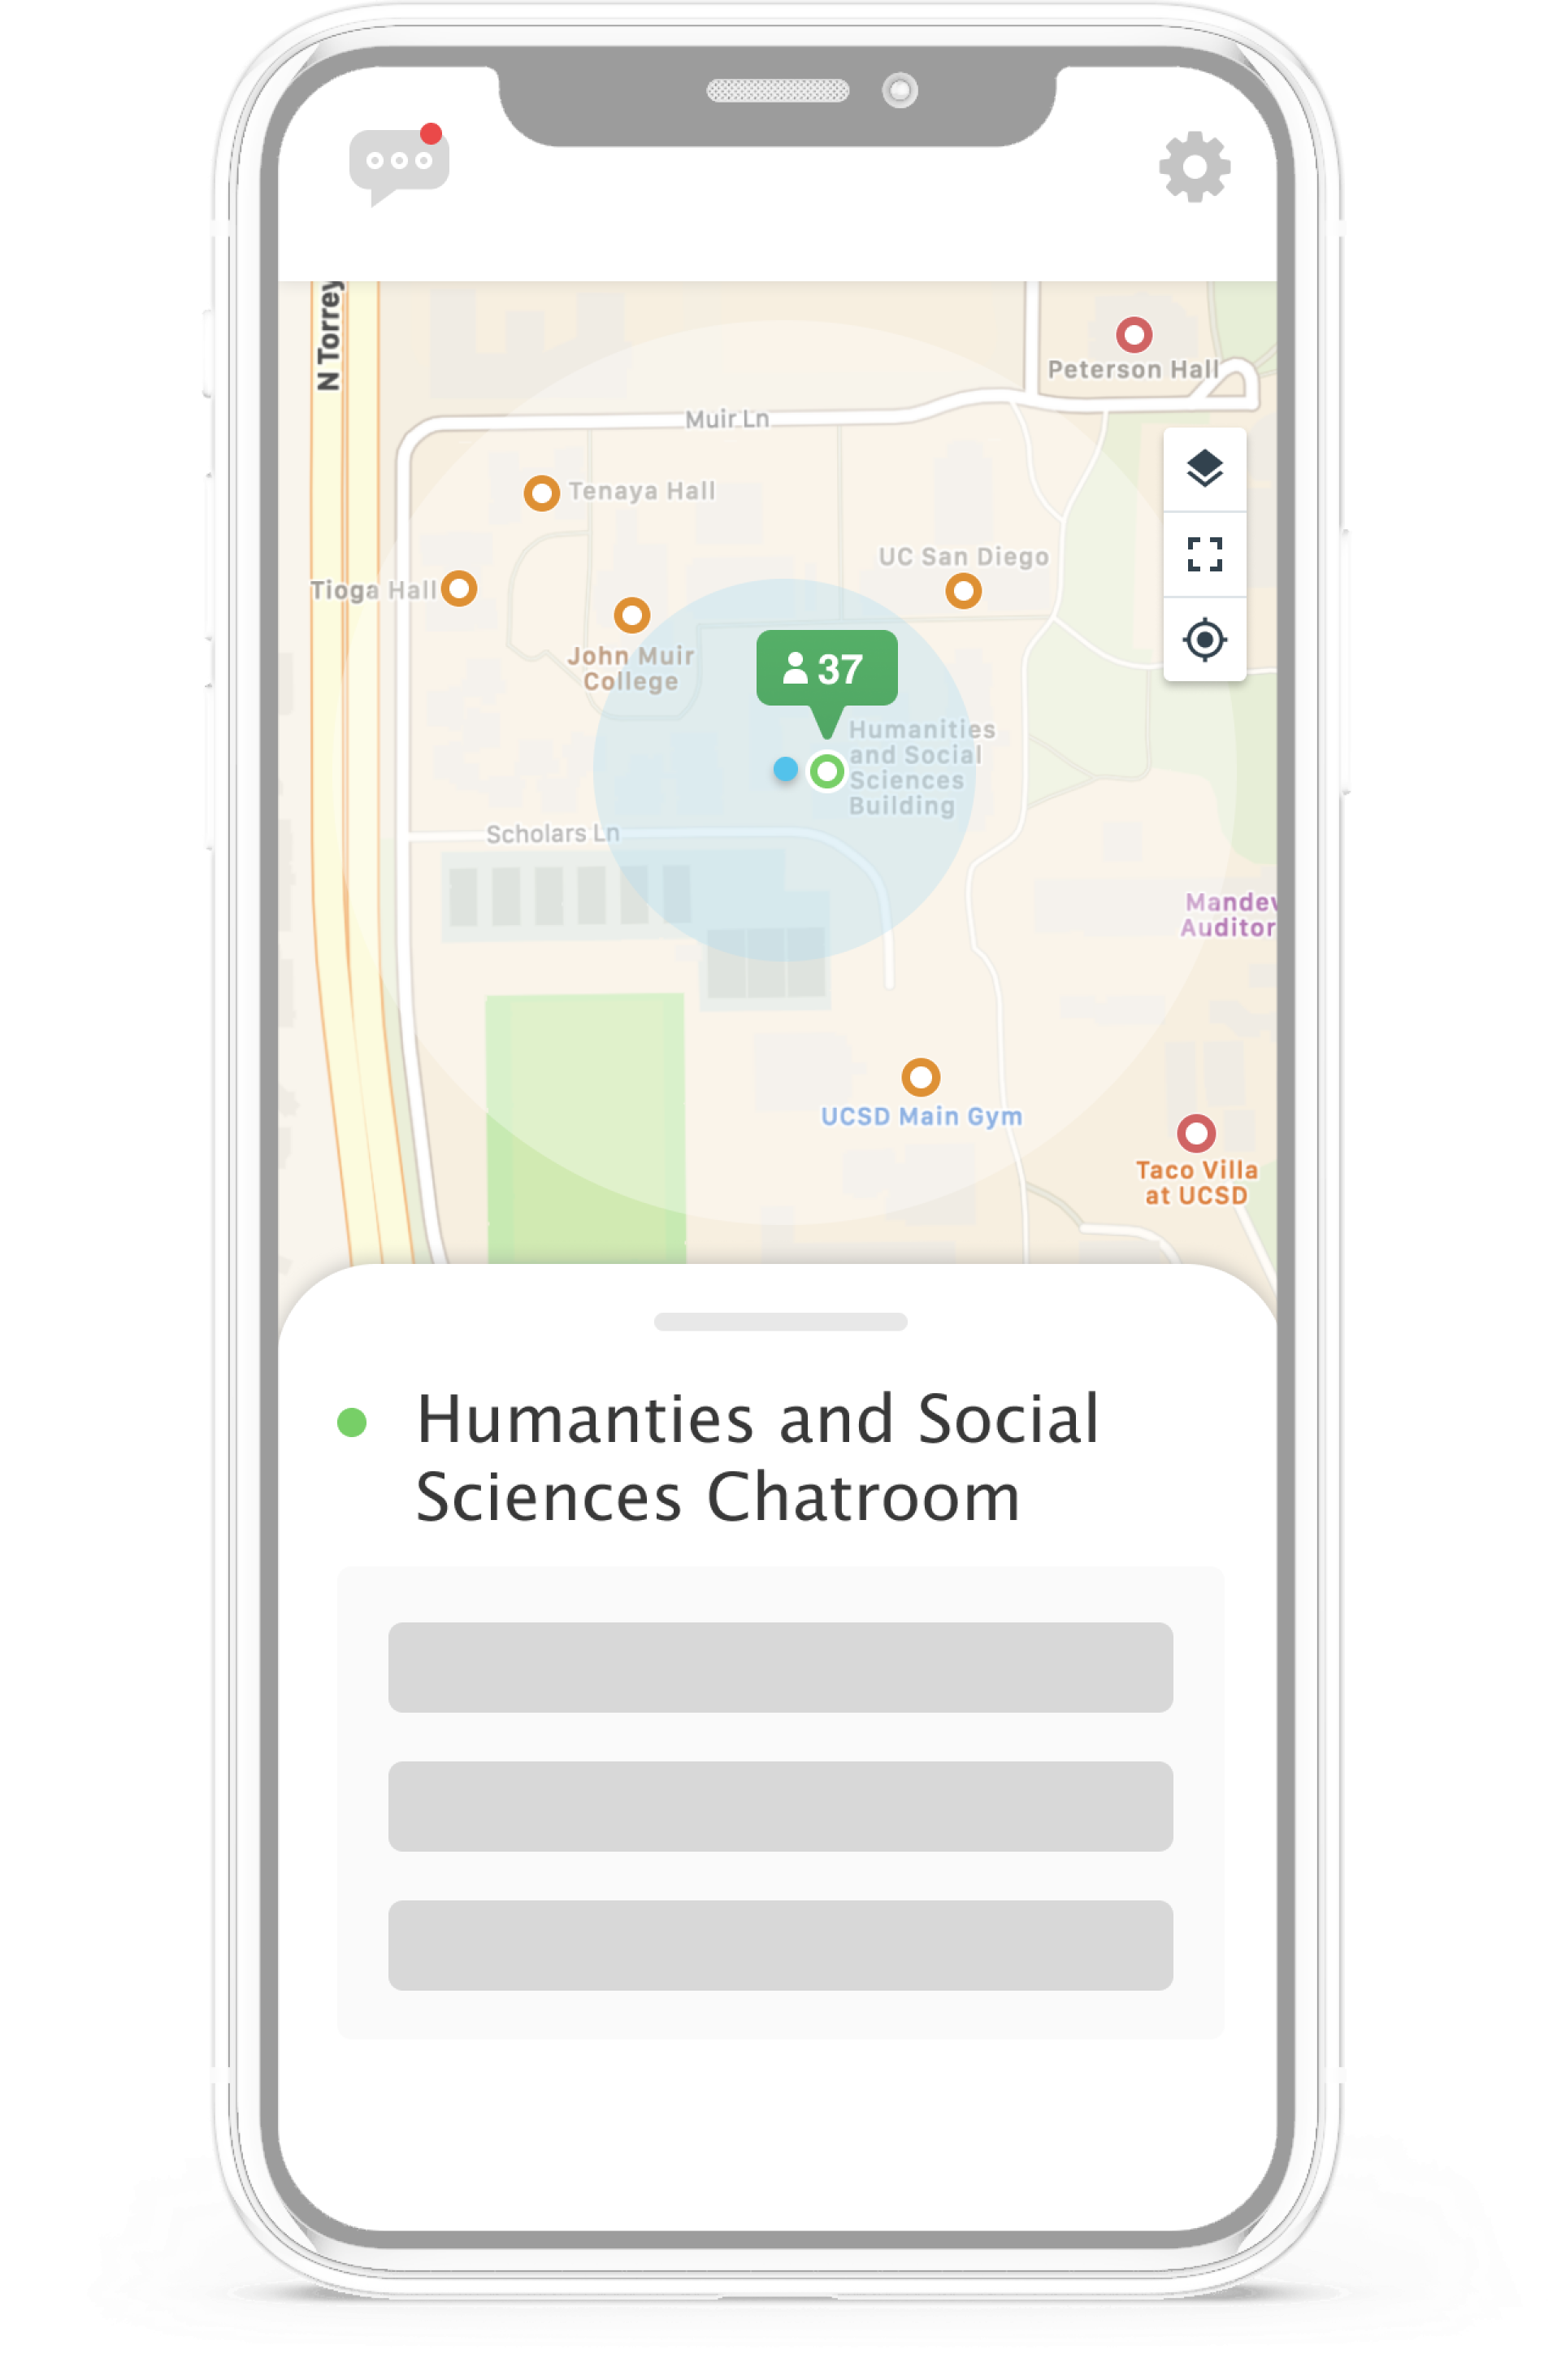 N Torrey
Peterson Hall
Muir Ln
Tenaya Hall
UC San Diego
Tioga Hall
John Muir
College
37
Humanities
and Social
Sciences
Building
Scholars Ln
Mandev
Auditor
UCSD Main Gym
Taco Villa
at UCSD
Humanties and Social
Sciences Chatroom